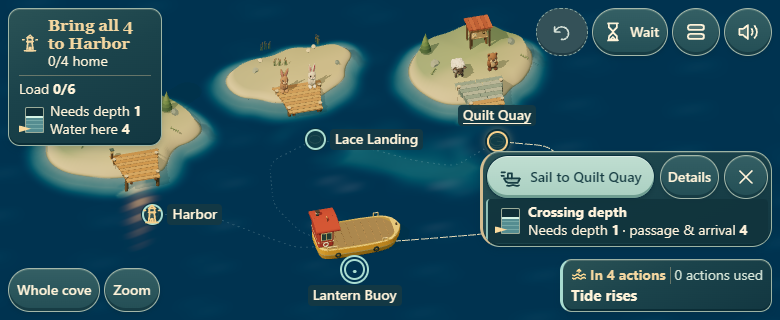 Bring all 4
to Harbor
0/4 home
Load 0/6
Needs depth 1
Water here 4
Wait
Quilt Quay
Lace Landing
Sail to Quilt Quay
Details
Crossing depth
Needs depth 1 · passage & arrival 4
Harbor
Lantern Buoy
Whole cove
Zoom
In 4 actions
0 actions used
Tide rises